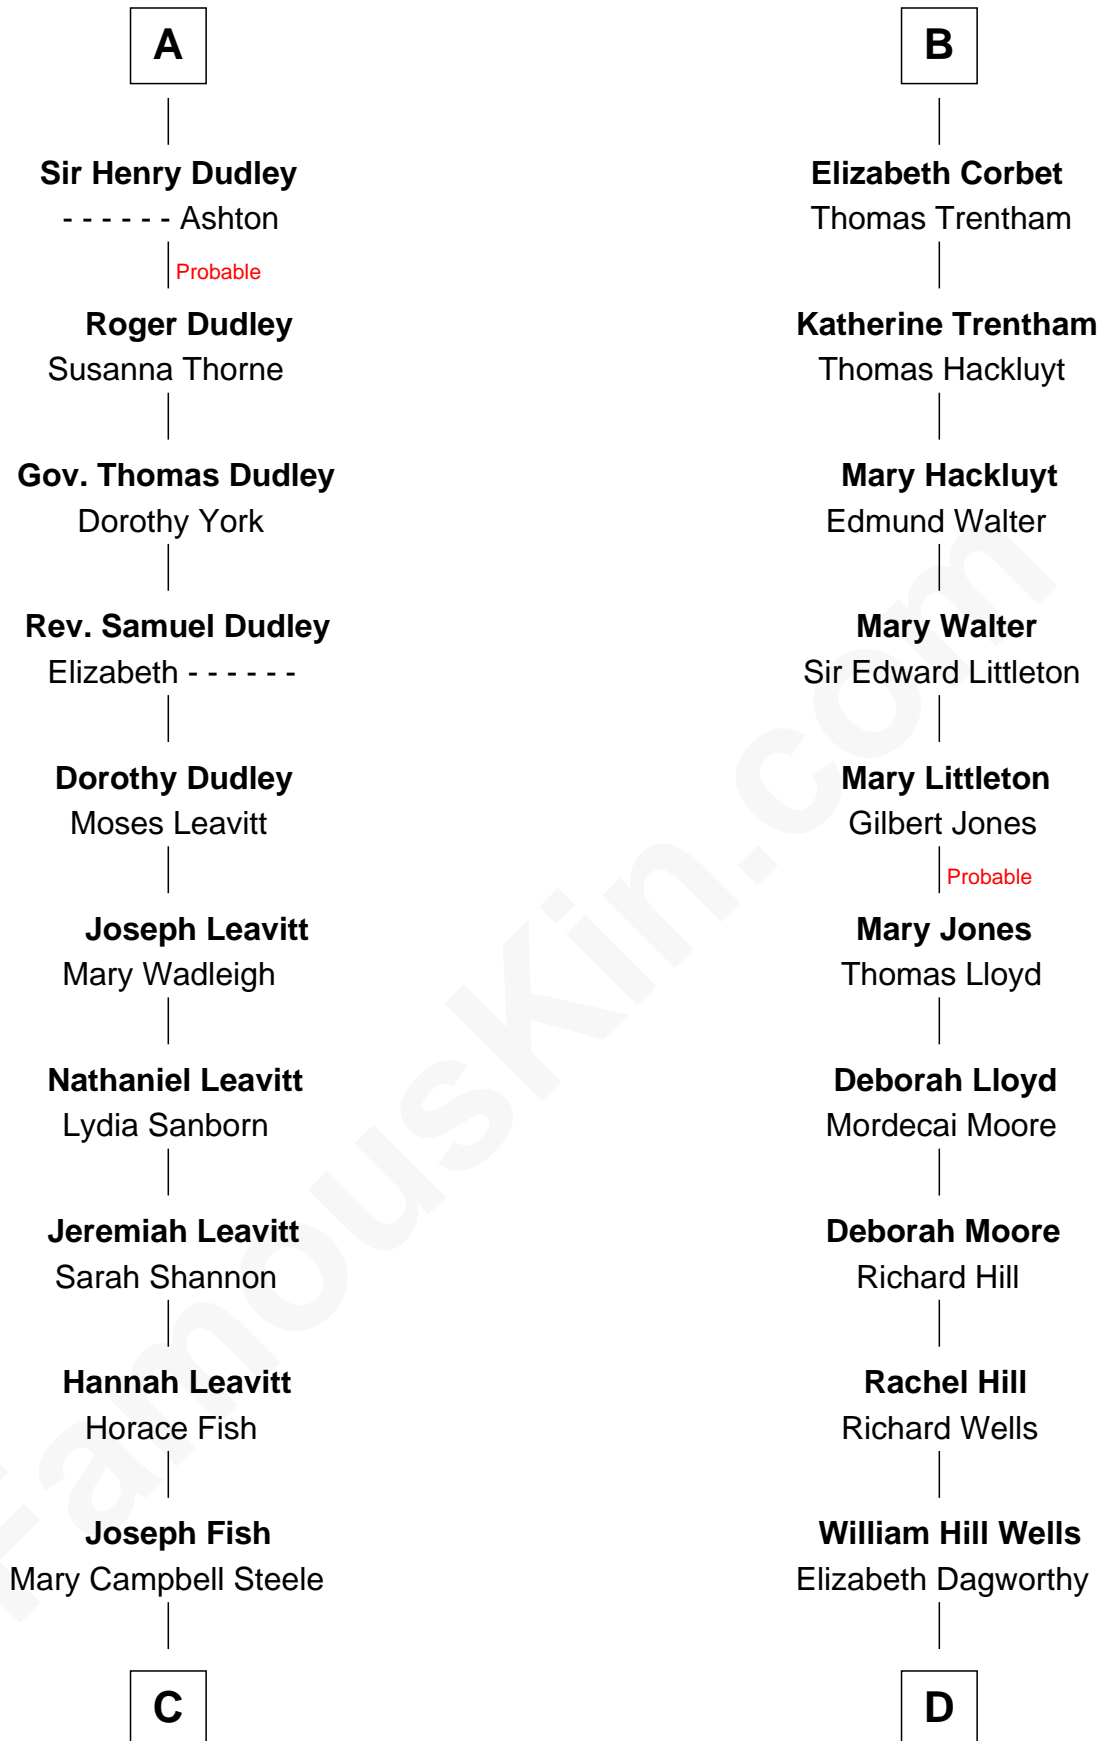 A
Sir Henry Dudley
- - - - - - Ashton
Probable
Roger Dudley
Susanna Thorne
Gov. Thomas Dudley
Dorothy York
Rev. Samuel Dudley
Elizabeth - - - - - -
Dorothy Dudley
Moses Leavitt
Joseph Leavitt
Mary Wadleigh
Nathaniel Leavitt
Lydia Sanborn
Jeremiah Leavitt
Sarah Shannon
Hannah Leavitt
Horace Fish
Joseph Fish
Mary Campbell Steele
C
B
Elizabeth Corbet
Thomas Trentham
Katherine Trentham
Thomas Hackluyt
Mary Hackluyt
Edmund Walter
Mary Walter
Sir Edward Littleton
Mary Littleton
Gilbert Jones
Probable
Mary Jones
Thomas Lloyd
Deborah Lloyd
Mordecai Moore
Deborah Moore
Richard Hill
Rachel Hill
Richard Wells
William Hill Wells
Elizabeth Dagworthy
D
FamousKin.com